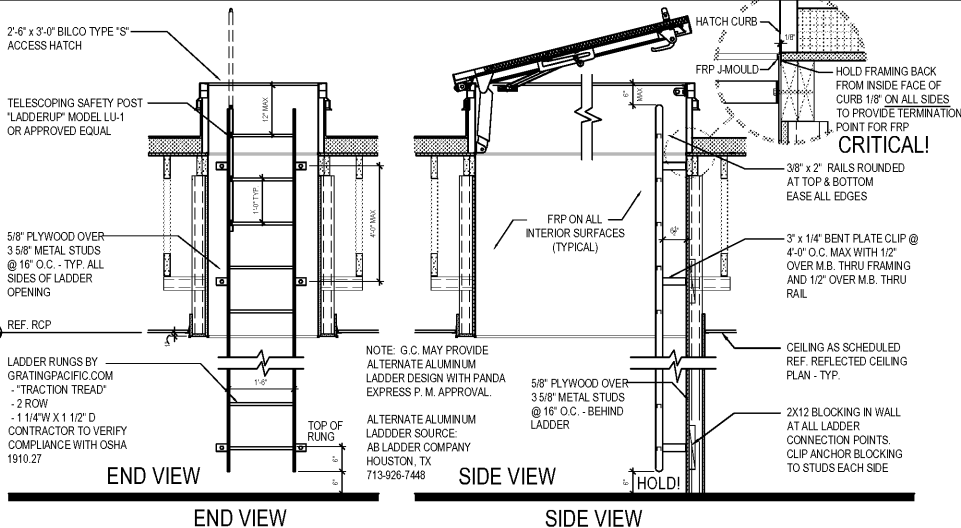 2'-6" x 3'-0" BILCO TYPE "S"
ACCESS HATCH
TELESCOPING SAFETY POST
"LADDERUP" MODEL LU-1
OR APPROVED EQUAL
5/8" PLYWOOD OVER
3 5/8" METAL STUDS
@ 16" O.C. - TYP. ALL
SIDES OF LADDER
OPENING
REF. RCP
LADDER RUNGS BY
GRATINGPACIFIC.COM
- "TRACTION TREAD"
- 2 ROW
- 1 1/4"W X 1 1/2" D
CONTRACTOR TO VERIFY
COMPLIANCE WITH OSHA
1910.27
12" MAX
1'-0" TYP
4'-0" MAX
1'-6"
TOP OF
RUNG
6"
6"
END VIEW
END VIEW
NOTE: G.C. MAY PROVIDE
ALTERNATE ALUMINUM
LADDER DESIGN WITH PANDA
EXPRESS P. M. APPROVAL.
ALTERNATE ALUMINUM
LADDDER SOURCE:
AB LADDER COMPANY
HOUSTON, TX
713-926-7448
6"
MAX
FRP ON ALL
INTERIOR SURFACES
(TYPICAL)
5/8" PLYWOOD OVER
3 5/8" METAL STUDS
@ 16" O.C. - BEHIND
LADDER
6"
HOLD!
SIDE VIEW
SIDE VIEW
HATCH CURB
1/8"
FRP J-MOULD
HOLD FRAMING BACK
FROM INSIDE FACE OF
CURB 1/8" ON ALL SIDES
TO PROVIDE TERMINATION
POINT FOR FRP
CRITICAL!
3/8" x 2" RAILS ROUNDED
AT TOP & BOTTOM
EASE ALL EDGES
3" x 1/4" BENT PLATE CLIP @
4'-0" O.C. MAX WITH 1/2"
OVER M.B. THRU FRAMING
AND 1/2" OVER M.B. THRU
RAIL
CEILING AS SCHEDULED
REF. REFLECTED CEILING
PLAN - TYP.
2X12 BLOCKING IN WALL
AT ALL LADDER
CONNECTION POINTS.
CLIP ANCHOR BLOCKING
TO STUDS EACH SIDE